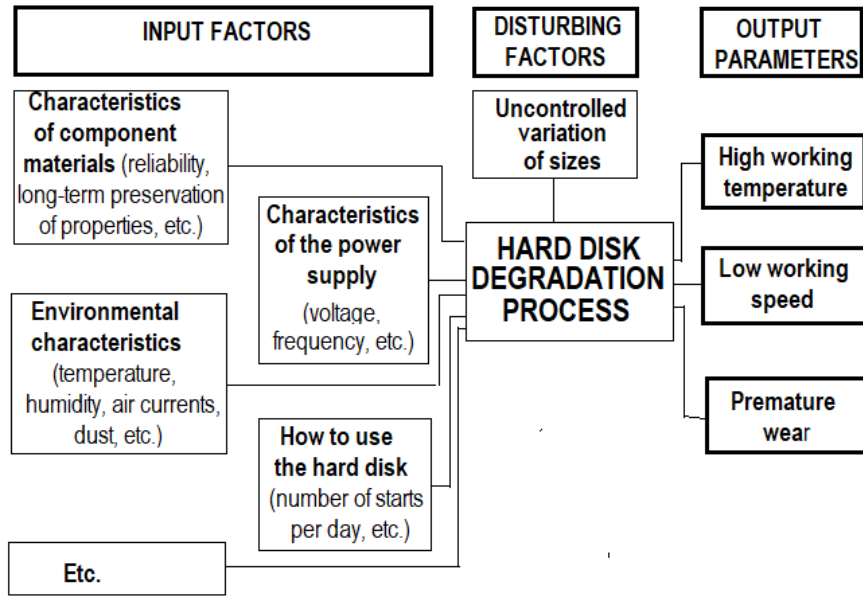 INPUT FACTORS
DISTURBING
FACTORS
OUTPUT
PARAMETERS
Characteristics
of component
materials (reliability,
long-term preservation
of properties, etc.)
Uncontrolled
variation
of sizes
High working
temperature
Characteristics
of the power
supply
(voltage,
frequency, etc.)
HARD DISK
DEGRADATION
PROCESS
Low working
speed
Environmental
characteristics
(temperature,
humidity, air currents,
dust, etc.)
Premature
wear
How to use
the hard disk
(number of starts
per day, etc.)
Etc.